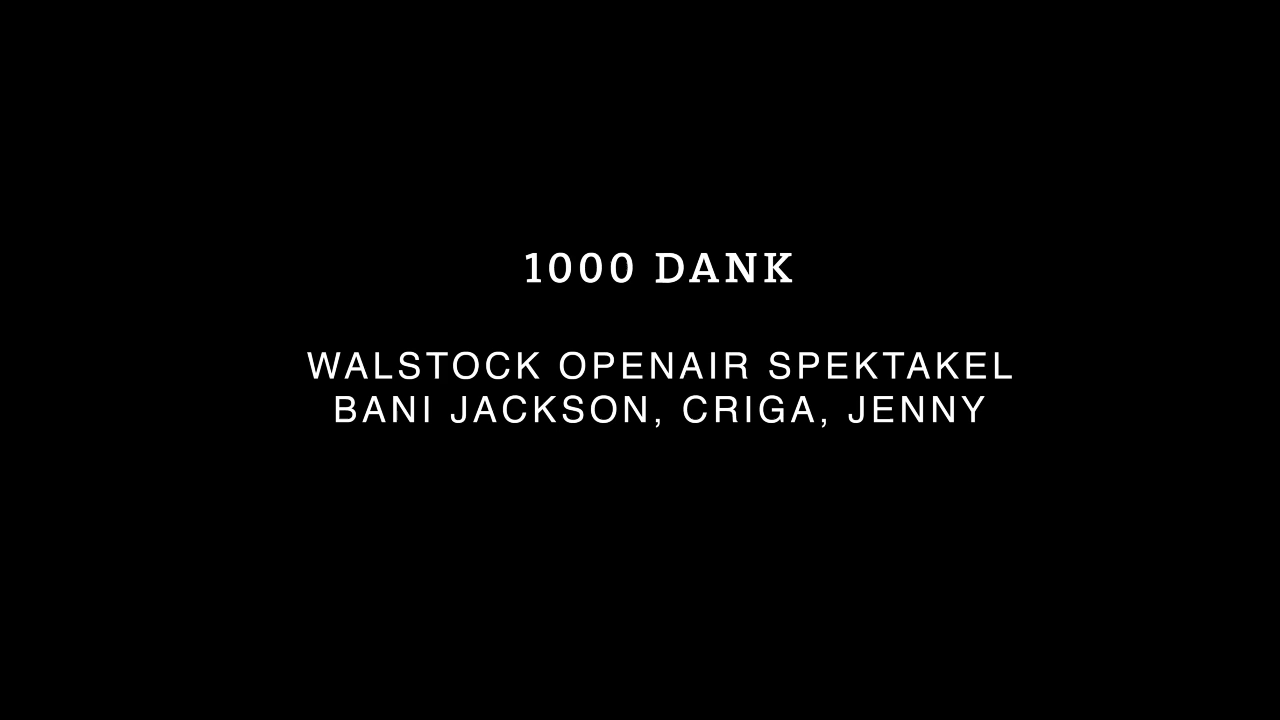 1000 DANK
WALSTOCK OPENAIR SPEKTAKEL
BANI JACKSON, CRIGA, JENNY